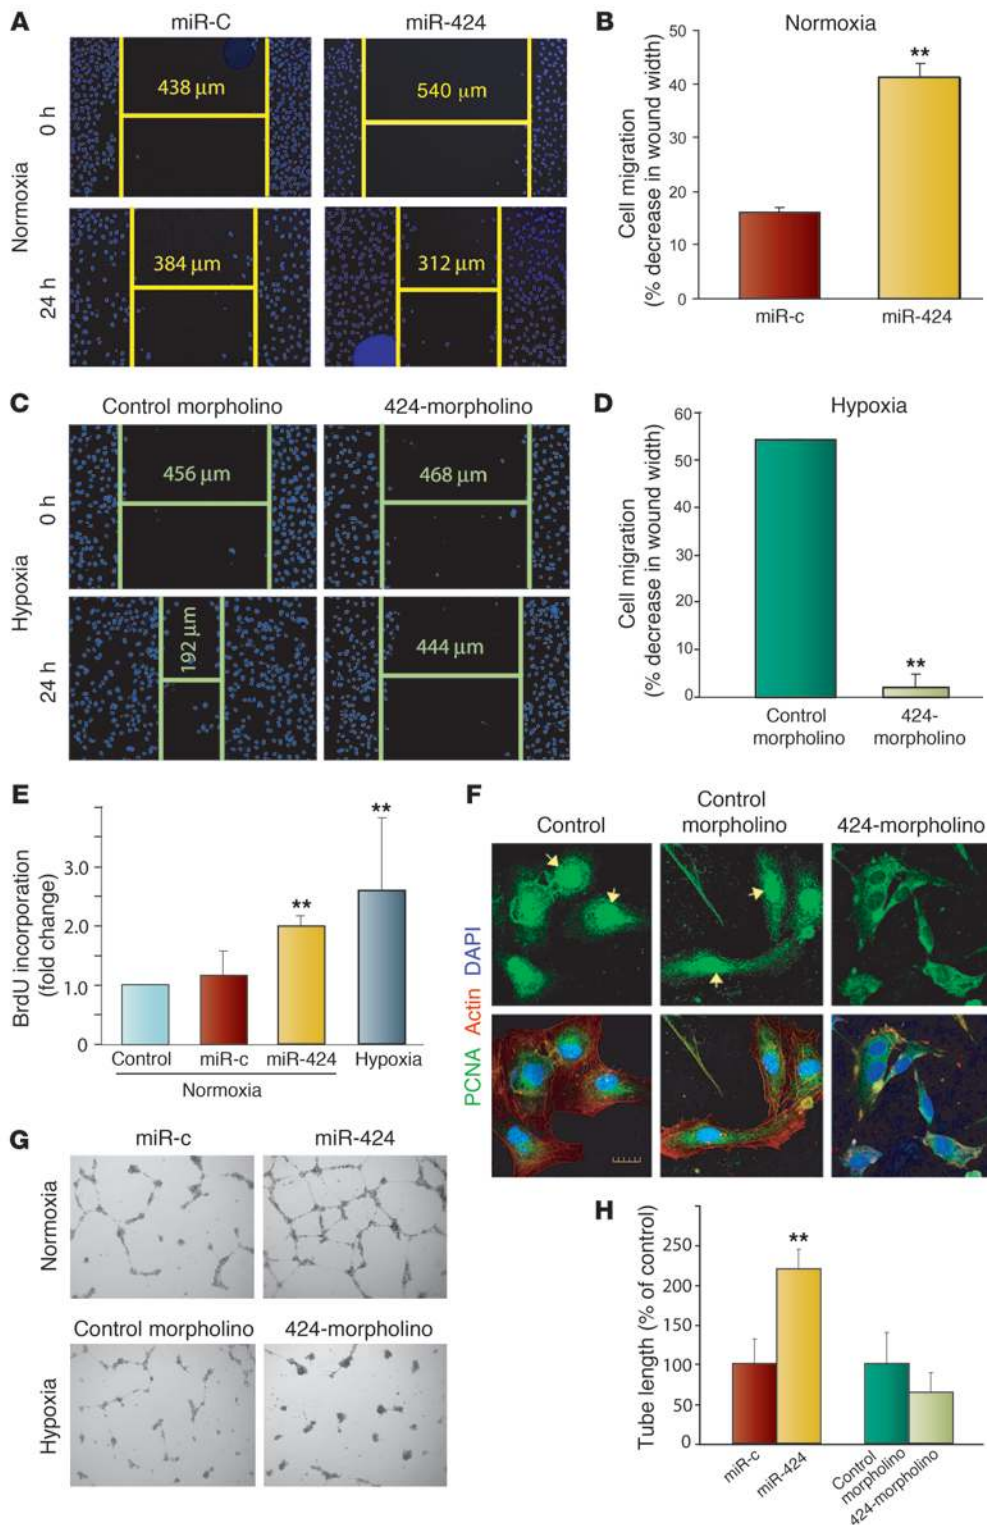 A
miR-C
miR-424
Normoxia
0 h
438 µm
540 µm
24 h
384 µm
312 µm
B
Normoxia
Cell migration
(% decrease in wound width)
50
40
30
20
10
0
**
miR-c
miR-424
C
Control morpholino
424-morpholino
Hypoxia
0 h
456 µm
468 µm
24 h
192 µm
444 µm
D
Hypoxia
Cell migration
(% decrease in wound width)
60
50
40
30
20
10
0
**
Control
morpholino
424-
morpholino
E
BrdU incorporation
(fold change)
3.0
2.0
1.0
0
**
**
Control
miR-c
miR-424
Hypoxia
Normoxia
F
Control
Control
morpholino
424-morpholino
PCNA Actin DAPI
G
miR-c
miR-424
Normoxia
Control morpholino
424-morpholino
Hypoxia
H
Tube length (% of control)
250
200
150
100
50
0
**
miR-c
miR-424
Control
morpholino
424-morpholino